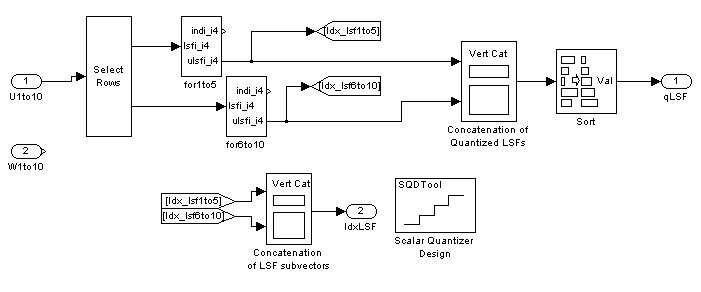 indi_i4
lsfi_i4
ulsfi_i4
for1to5
[Idx_lsf1to5]
Select
Rows
1
U1to10
indi_i4
lsfi_i4
ulsfi_i4
for6to10
[Idx_lsf6to10]
Vert Cat
Concatenation of
Quantized LSFs
Val
Sort
1
qLSF
2
W1to10
[Idx_lsf1to5]
[Idx_lsf6to10]
Vert Cat
Concatenation
of LSF subvectors
2
IdxLSF
SQDTool
Scalar Quantizer
Design